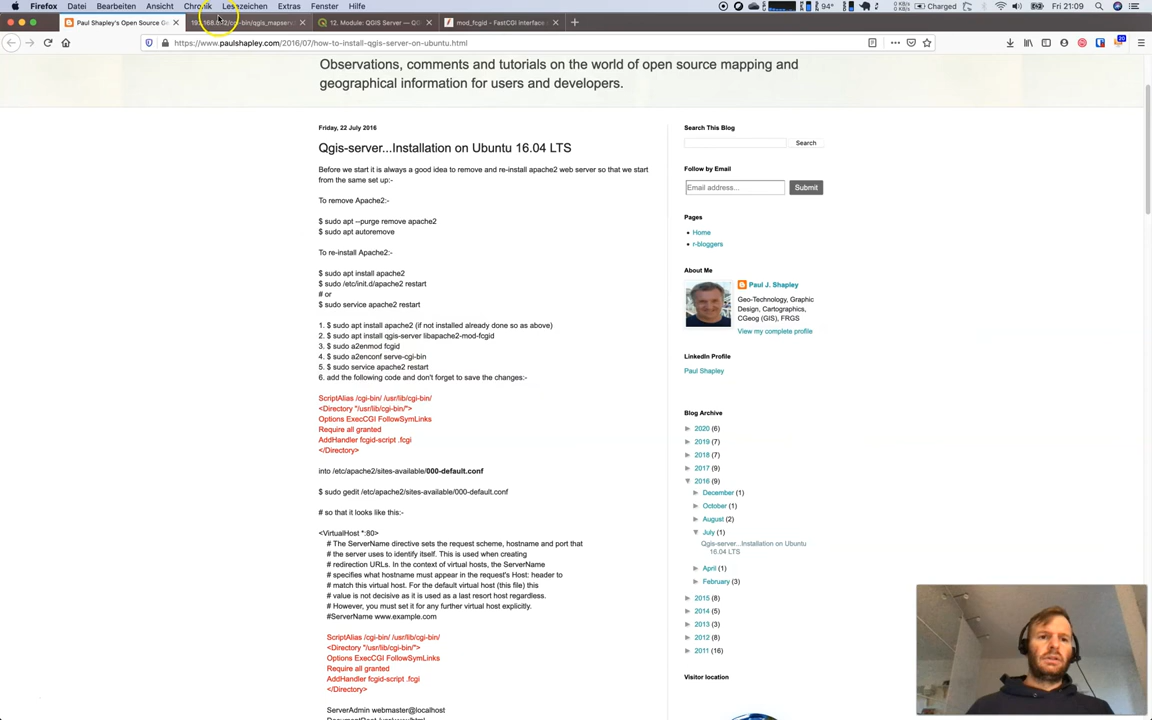 Firefox Datei Bearbeiten Ansicht Chronik Lesezeichen Extras Fenster Hilfe 94° Charged Fri 21:09
Paul Shapley's Open Source Ge 12. Module: QGIS Server — QG mod_fcgid - FastCGI interface
https://www.paulshapley.com/2016/07/how-to-install-qgis-server-on-ubuntu.html
Observations, comments and tutorials on the world of open source mapping and
geographical information for users and developers.
Friday, 22 July 2016
Qgis-server...Installation on Ubuntu 16.04 LTS
Before we start it is always a good idea to remove and re-install apache2 web server so that we start
from the same set up:-
To remove Apache2:-
$ sudo apt --purge remove apache2
$ sudo apt autoremove
To re-install Apache2:-
$ sudo apt install apache2
$ sudo /etc/init.d/apache2 restart
# or
$ sudo service apache2 restart
1. $ sudo apt install apache2 (if not installed already done so as above)
2. $ sudo apt install qgis-server libapache2-mod-fcgid
3. $ sudo a2enmod fcgid
4. $ sudo a2enconf serve-cgi-bin
5. $ sudo service apache2 restart
6. add the following code and don't forget to save the changes:-
ScriptAlias /cgi-bin/ /usr/lib/cgi-bin/
<Directory "/usr/lib/cgi-bin/">
Options ExecCGI FollowSymLinks
Require all granted
AddHandler fcgid-script .fcgi
</Directory>
into /etc/apache2/sites-available/000-default.conf
$ sudo gedit /etc/apache2/sites-available/000-default.conf
# so that it looks like this:-
<VirtualHost *:80>
# The ServerName directive sets the request scheme, hostname and port that
# the server uses to identify itself. This is used when creating
# redirection URLs. In the context of virtual hosts, the ServerName
# specifies what hostname must appear in the request's Host: header to
# match this virtual host. For the default virtual host (this file) this
# value is not decisive as it is used as a last resort host regardless.
# However, you must set it for any further virtual host explicitly.
#ServerName www.example.com
ScriptAlias /cgi-bin/ /usr/lib/cgi-bin/
<Directory "/usr/lib/cgi-bin/">
Options ExecCGI FollowSymLinks
Require all granted
AddHandler fcgid-script .fcgi
</Directory>
ServerAdmin webmaster@localhost
Search This Blog
Search
Follow by Email
Email address...
Submit
Pages
Home
r-bloggers
About Me
Paul J. Shapley
Geo-Technology, Graphic
Design, Cartographics,
CGeog (GIS), FRGS
View my complete profile
LinkedIn Profile
Paul Shapley
Blog Archive
► 2020 (6)
► 2019 (7)
► 2018 (7)
► 2017 (9)
▼ 2016 (9)
► December (1)
► October (1)
► August (2)
▼ July (1)
Qgis-server...Installation on Ubuntu
16.04 LTS
► April (1)
► February (3)
► 2015 (8)
► 2014 (5)
► 2013 (5)
► 2012 (8)
► 2011 (16)
Visitor location